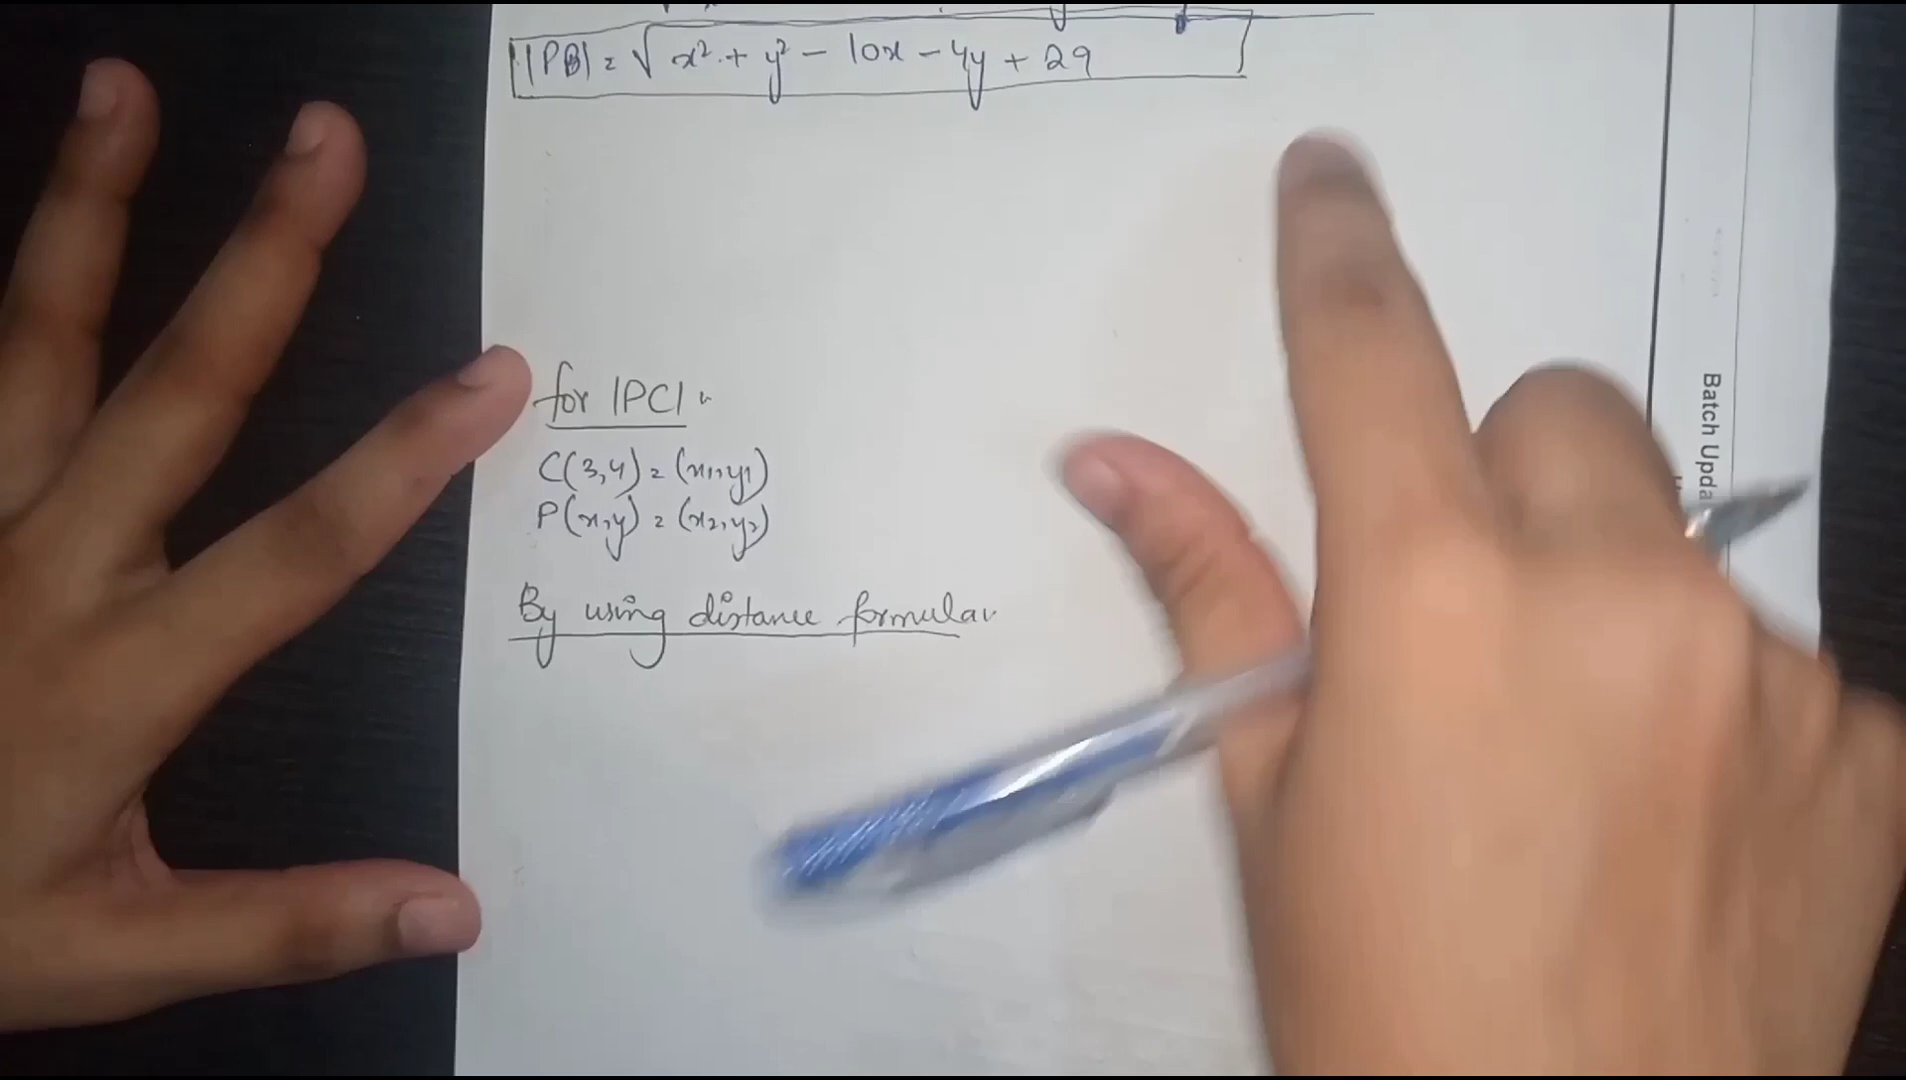 |PB| = √x² + y² - 10x - 4y + 29
for |PC| :-
C(3,4) = (x₁,y₁)
P(x,y) = (x₂,y₂)
By using distance formula:-
Batch Upda